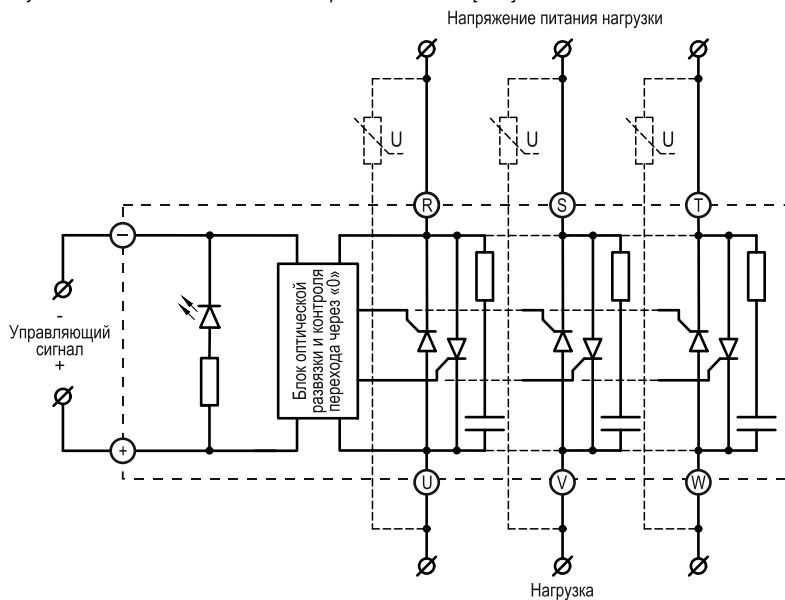 Напряжение питания нагрузки
U U U
R S T
−
-
Управляющий
сигнал
+
+
Блок оптической
развязки и контроля
перехода через «0»
U V W
Нагрузка